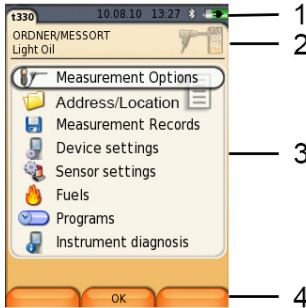 t330 10.08.10 13:27
1
ORDNER/MESSORT
Light Oil
2
Measurement Options
Address/Location
Measurement Records
Device settings
3
Sensor settings
Fuels
Programs
Instrument diagnosis
OK
4